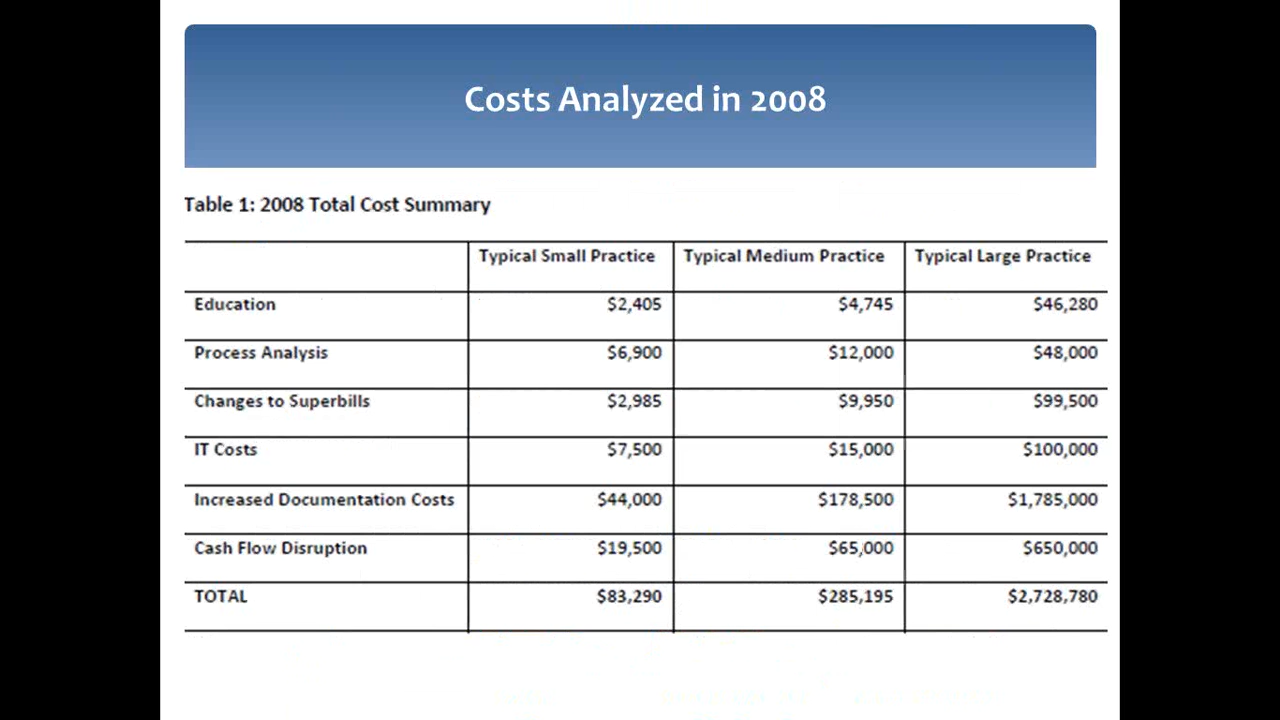 Costs Analyzed in 2008
Table 1: 2008 Total Cost Summary
Typical Small Practice Typical Medium Practice Typical Large Practice
Education $2,405 $4,745 $46,280
Process Analysis $6,900 $12,000 $48,000
Changes to Superbills $2,985 $9,950 $99,500
IT Costs $7,500 $15,000 $100,000
Increased Documentation Costs $44,000 $178,500 $1,785,000
Cash Flow Disruption $19,500 $65,000 $650,000
TOTAL $83,290 $285,195 $2,728,780